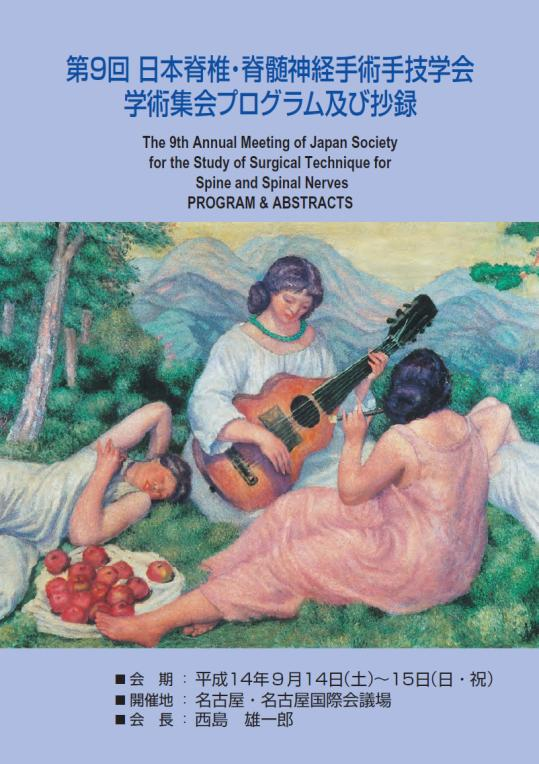 第9回 日本脊椎・脊髄神経手術手技学会
学術集会プログラム及び抄録
The 9th Annual Meeting of Japan Society
for the Study of Surgical Technique for
Spine and Spinal Nerves
PROGRAM & ABSTRACTS
■ 会　期 : 平成14年9月14日(土)〜15日(日・祝)
■ 開催地 : 名古屋・名古屋国際会議場
■ 会　長 : 西島　雄一郎